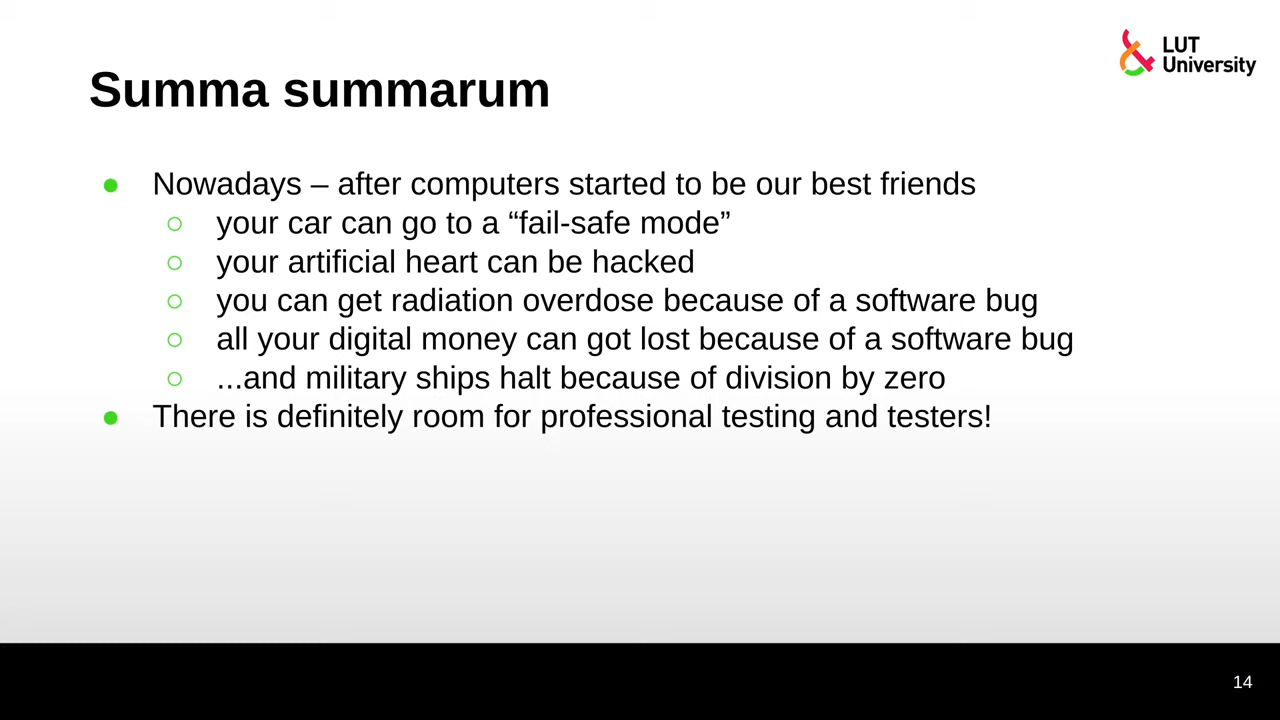 LUT
University
Summa summarum
● Nowadays – after computers started to be our best friends
○ your car can go to a “fail-safe mode”
○ your artificial heart can be hacked
○ you can get radiation overdose because of a software bug
○ all your digital money can got lost because of a software bug
○ ...and military ships halt because of division by zero
● There is definitely room for professional testing and testers!
14